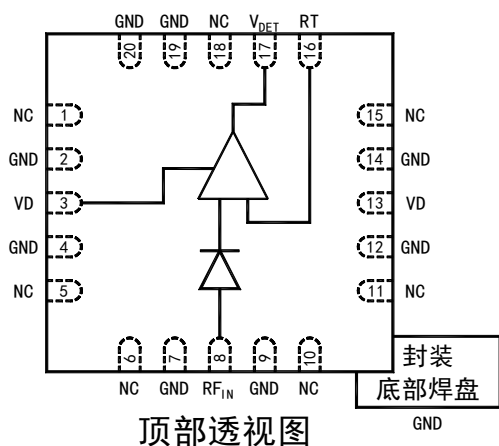 GND GND NC VDET RT
20 19 18 17 16
NC 1 15 NC
GND 2 14 GND
VD 3 13 VD
GND 4 12 GND
NC 5 11 NC
6 7 8 9 10
NC GND RFIN GND NC
封装
底部焊盘
GND
顶部透视图